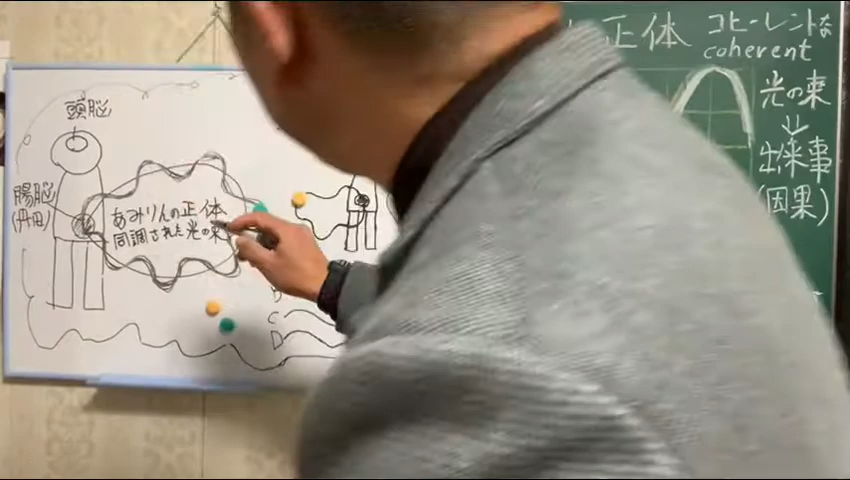 頭脳
腸脳
(丹田)
あみりんの正体
同調された光の束
C
D
正体
コヒーレントな
coherent
光の束
出来事
(因果)